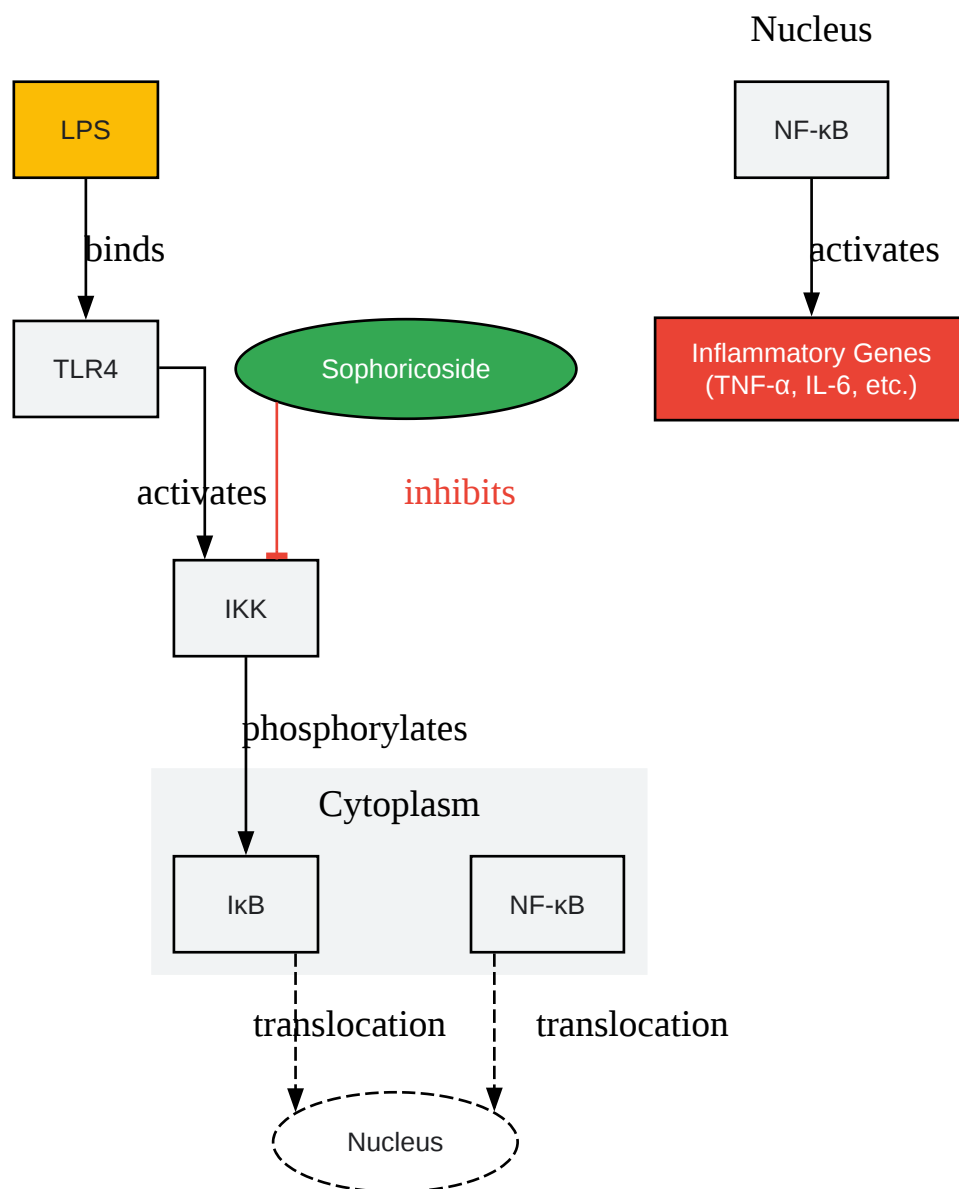 Nucleus
LPS
NF-κB
binds
activates
TLR4
Sophoricoside
Inflammatory Genes
(TNF-α, IL-6, etc.)
activates
inhibits
IKK
phosphorylates
Cytoplasm
IκB
NF-κB
translocation
translocation
Nucleus